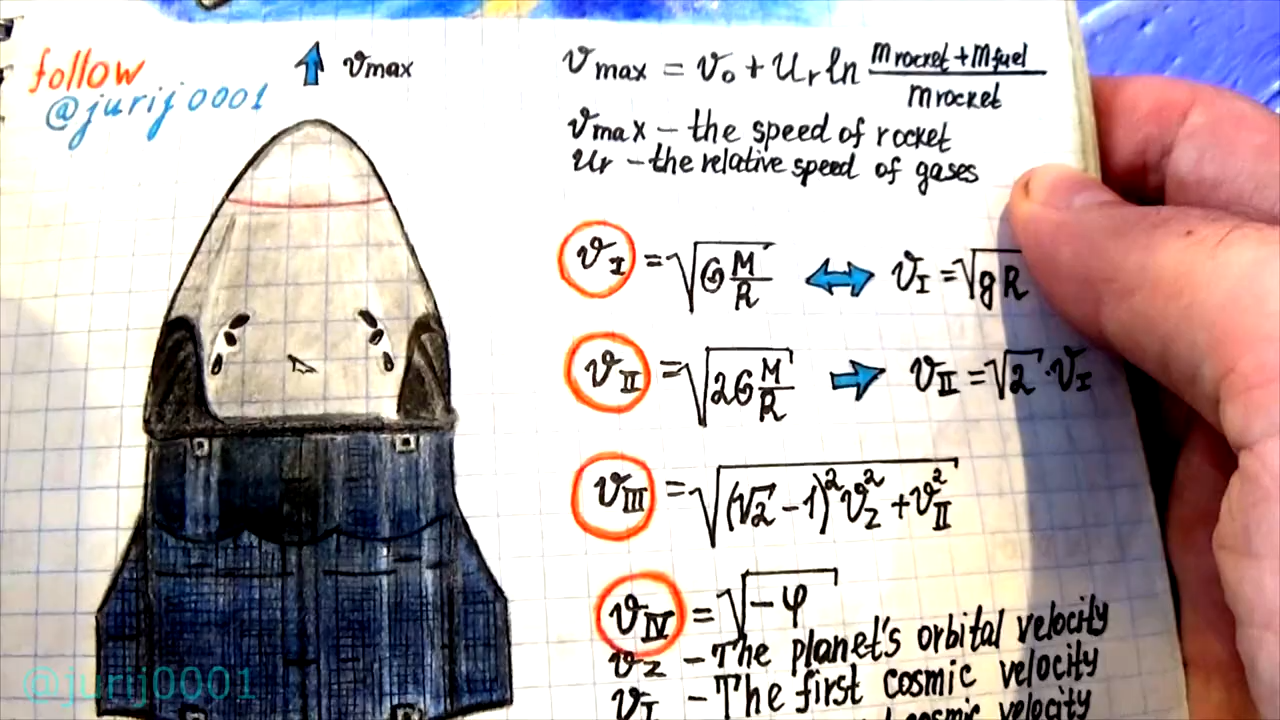 follow
@jurij0001
vmax
vmax = v0 + Ur ln (mrocket + mfuel) / mrocket
vmax – the speed of rocket
Ur – the relative speed of gases
vI = √(G M/R) ⇔ vI = √(gR)
vII = √(2G M/R) ⇒ vII = √2 · vI
vIII = √((√2 – 1)² vz² + vII²)
vIV = √(–φ)
vz – The planet's orbital velocity
vI – The first cosmic velocity
cosmic velocity
@jurij0001